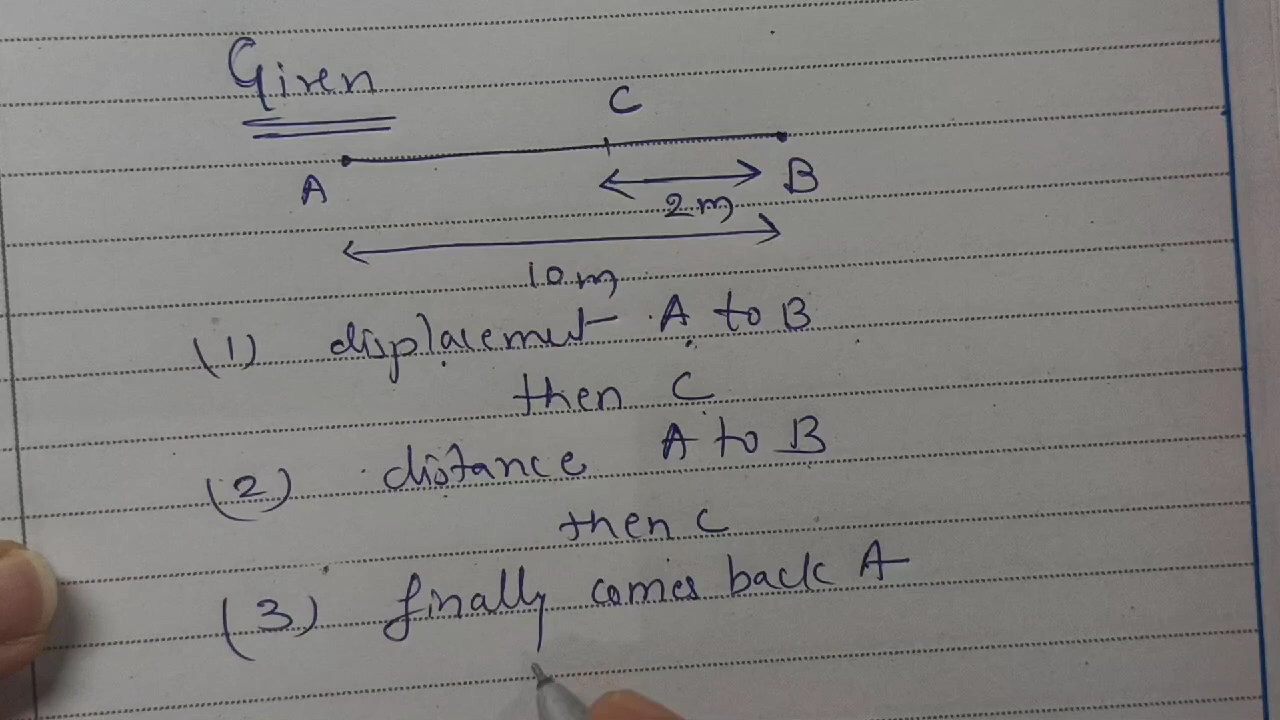 Given
C
A
B
2m
10m
(1) displacement A to B
then C
(2) distance A to B
then C
(3) finally comes back A